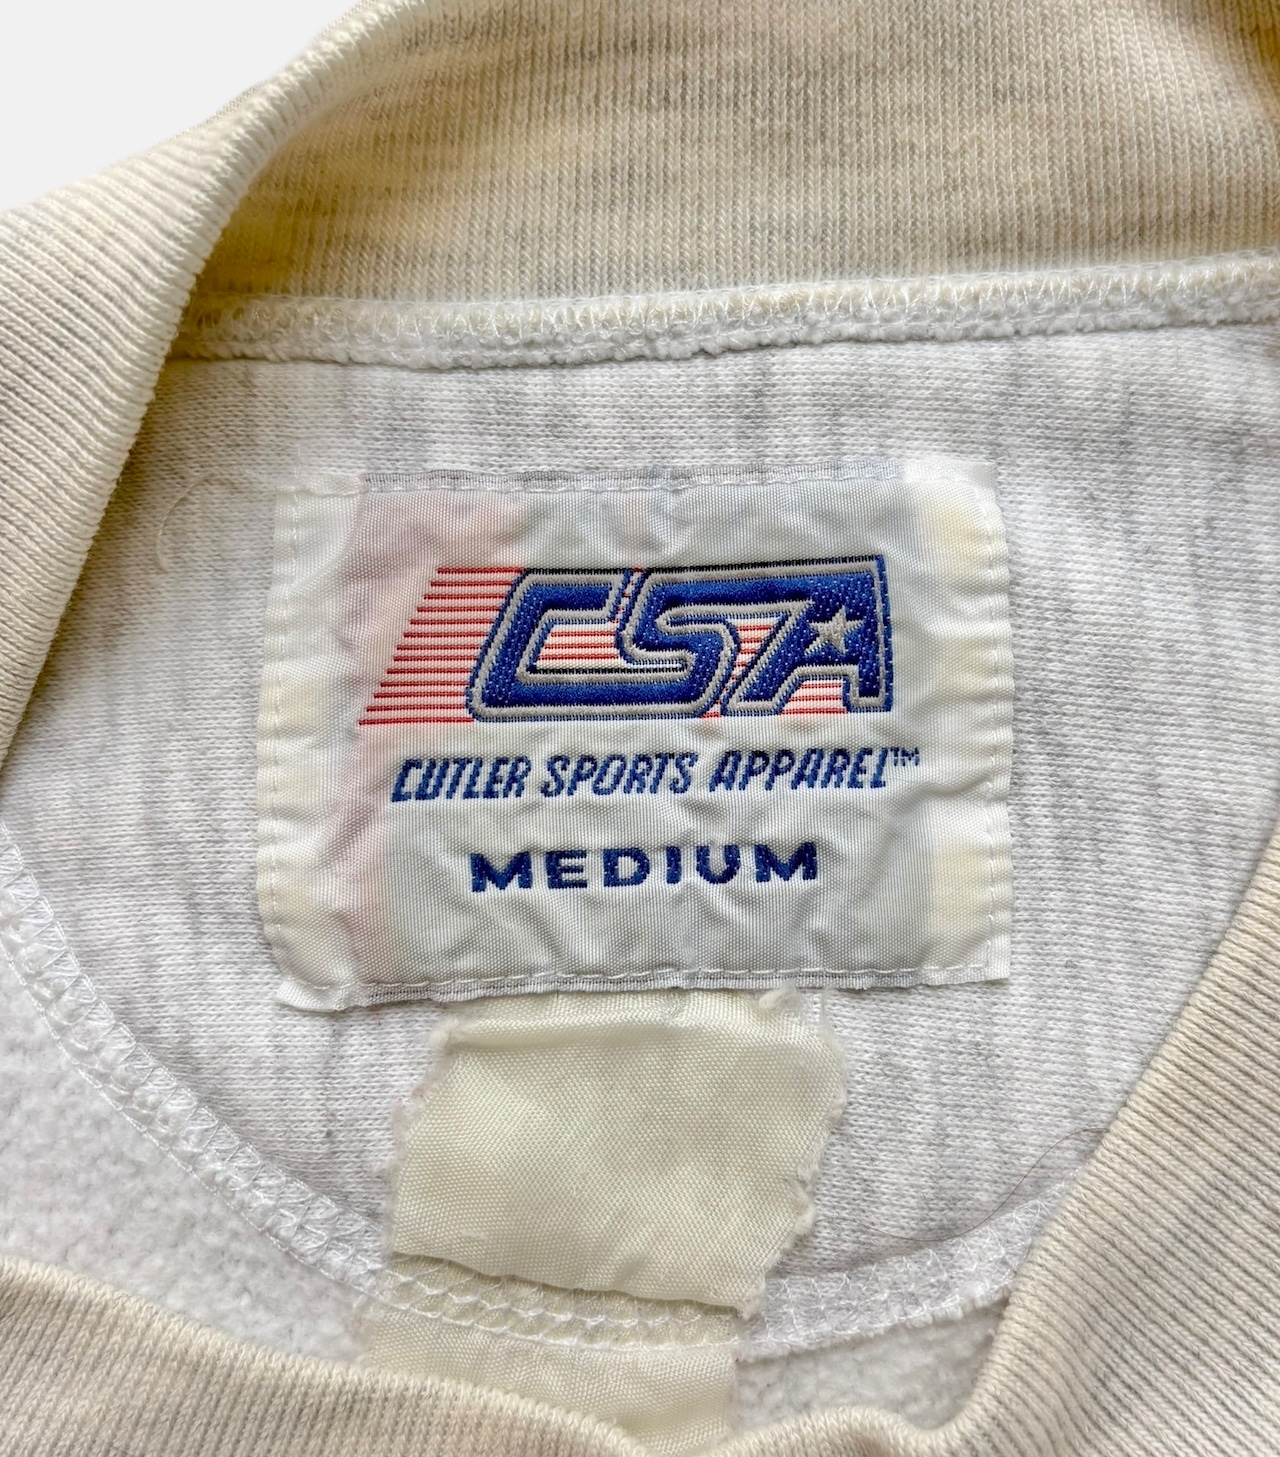 CSA
CUTLER SPORTS APPAREL™
MEDIUM